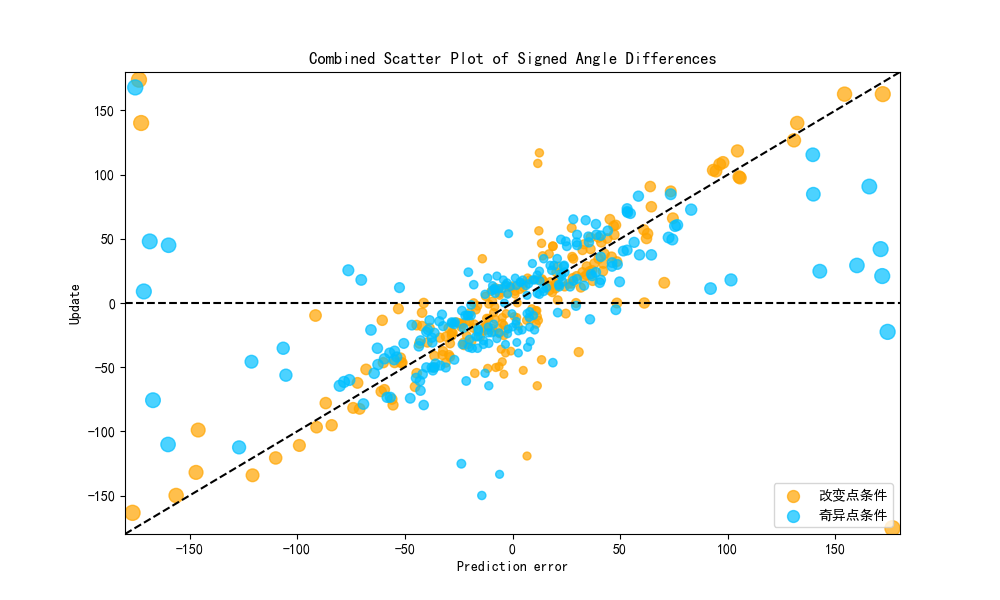 Combined Scatter Plot of Signed Angle Differences
Update
150
100
50
0
−50
−100
−150
−150
−100
−50
0
50
100
150
Prediction error
改变点条件
奇异点条件